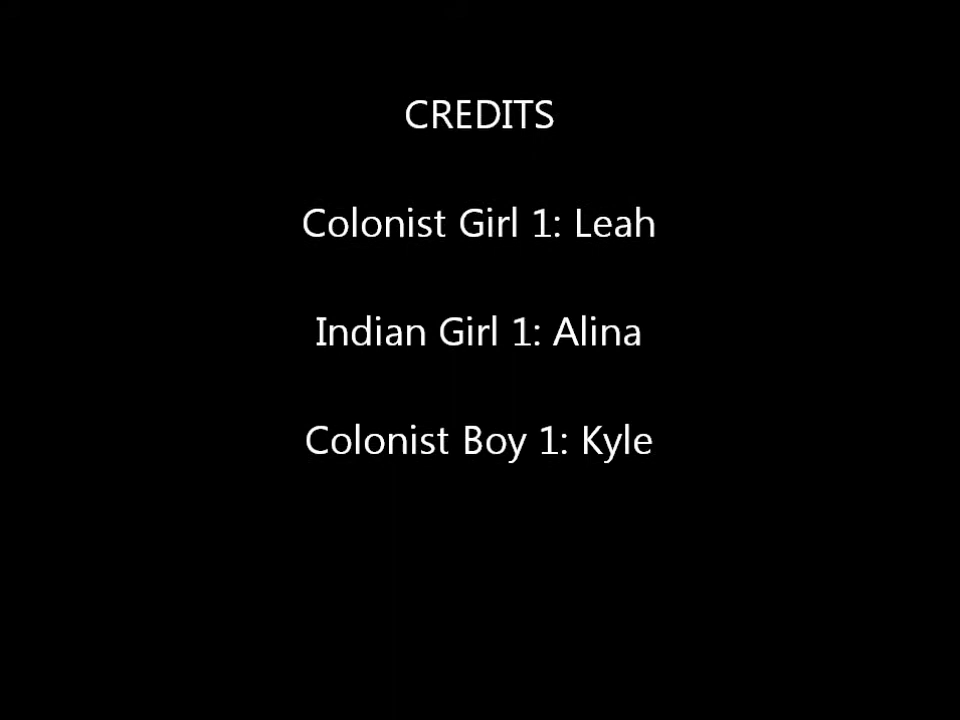 CREDITS
Colonist Girl 1: Leah
Indian Girl 1: Alina
Colonist Boy 1: Kyle